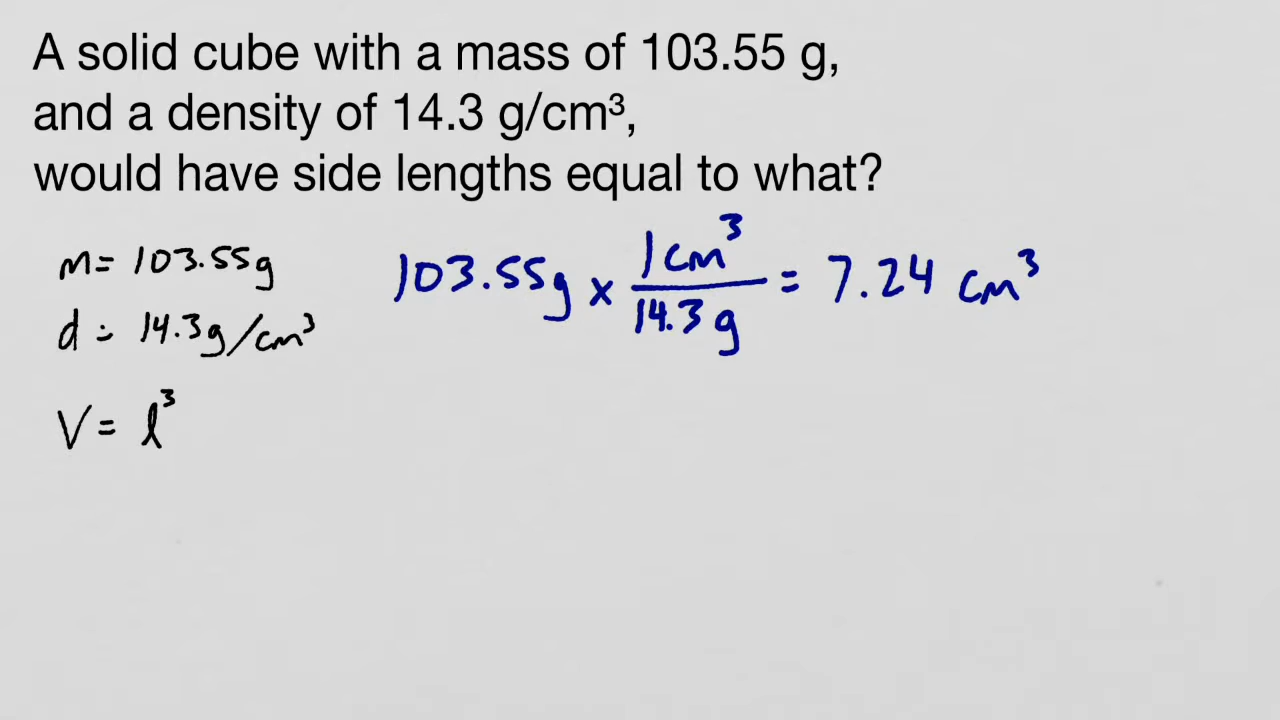 A solid cube with a mass of 103.55 g,
and a density of 14.3 g/cm³,
would have side lengths equal to what?
m= 103.55g
d = 14.3g/cm³
V= l³
103.55g x 1cm³/14.3g = 7.24 cm³